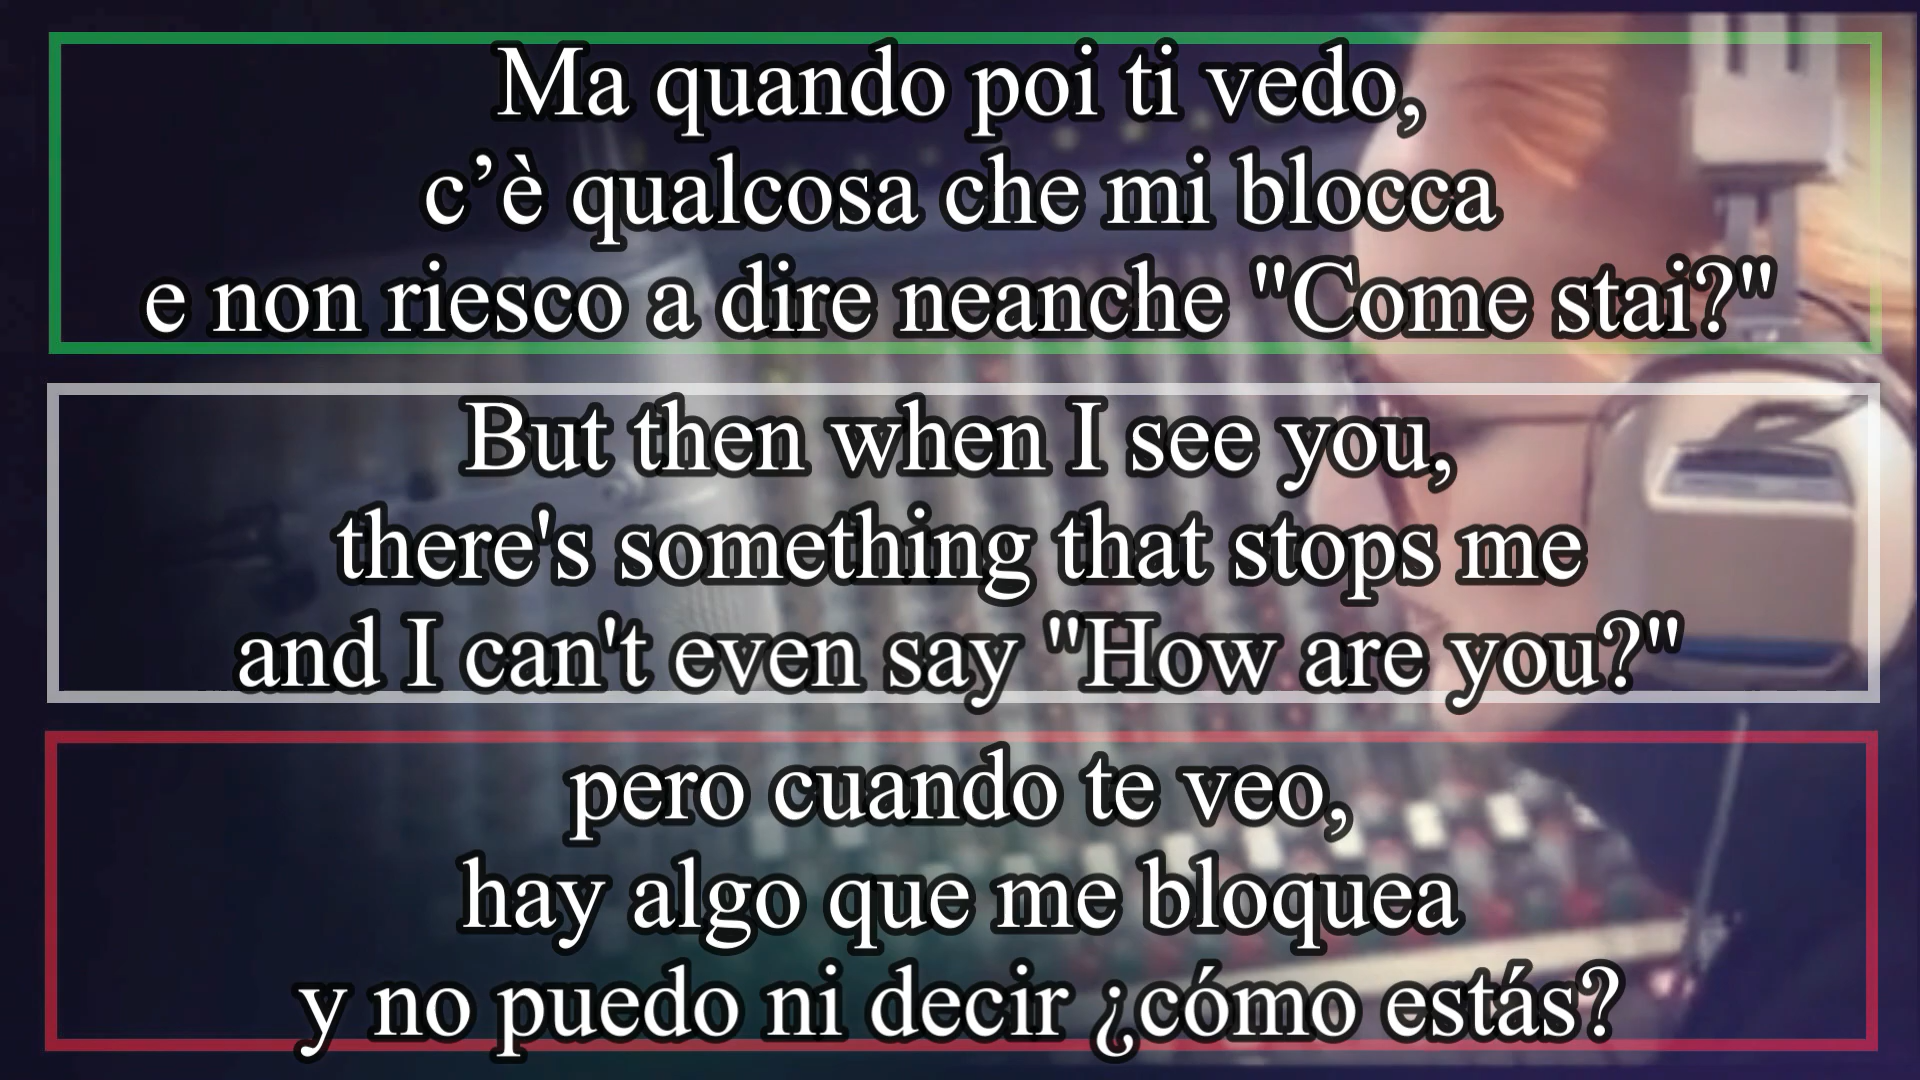 Ma quando poi ti vedo,
c’è qualcosa che mi blocca
e non riesco a dire neanche "Come stai?"
But then when I see you,
there's something that stops me
and I can't even say "How are you?"
pero cuando te veo,
hay algo que me bloquea
y no puedo ni decir ¿cómo estás?